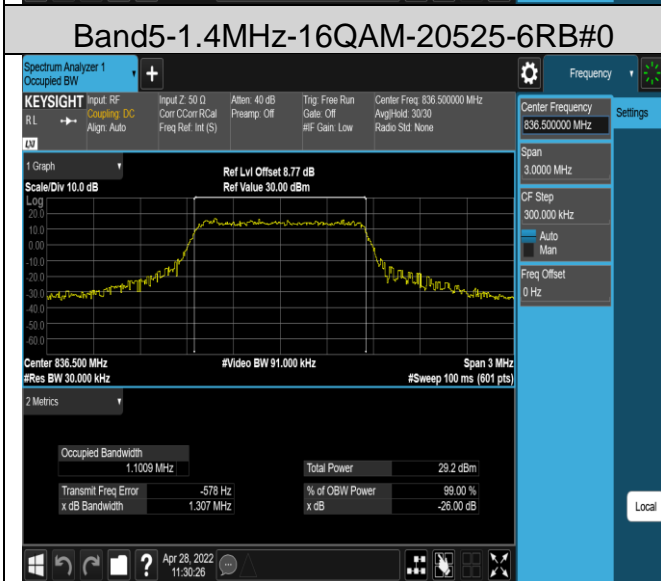 Band5-1.4MHz-16QAM-20525-6RB#0
Spectrum Analyzer 1
Occupied BW
+
Frequency
KEYSIGHT
RL
Input: RF
Coupling: DC
Align: Auto
Input Z: 50 Ω
Corr CCorr RCal
Freq Ref: Int (S)
Atten: 40 dB
Preamp: Off
Trig: Free Run
Gate: Off
#IF Gain: Low
Center Freq: 836.500000 MHz
Avg|Hold: 30/30
Radio Std: None
Center Frequency
836.500000 MHz
Settings
Span
3.0000 MHz
CF Step
300.000 kHz
Auto
Man
Freq Offset
0 Hz
Local
1 Graph
Scale/Div 10.0 dB
Ref Lvl Offset 8.77 dB
Ref Value 30.00 dBm
Log
20.0
10.0
0.00
-10.0
-20.0
-30.0
-40.0
-50.0
-60.0
Center 836.500 MHz
#Video BW 91.000 kHz
Span 3 MHz
#Res BW 30.000 kHz
#Sweep 100 ms (601 pts)
2 Metrics
Occupied Bandwidth
1.1009 MHz
Total Power 29.2 dBm
Transmit Freq Error -578 Hz
% of OBW Power 99.00 %
x dB Bandwidth 1.307 MHz
x dB -26.00 dB
?
Apr 28, 2022
11:30:26